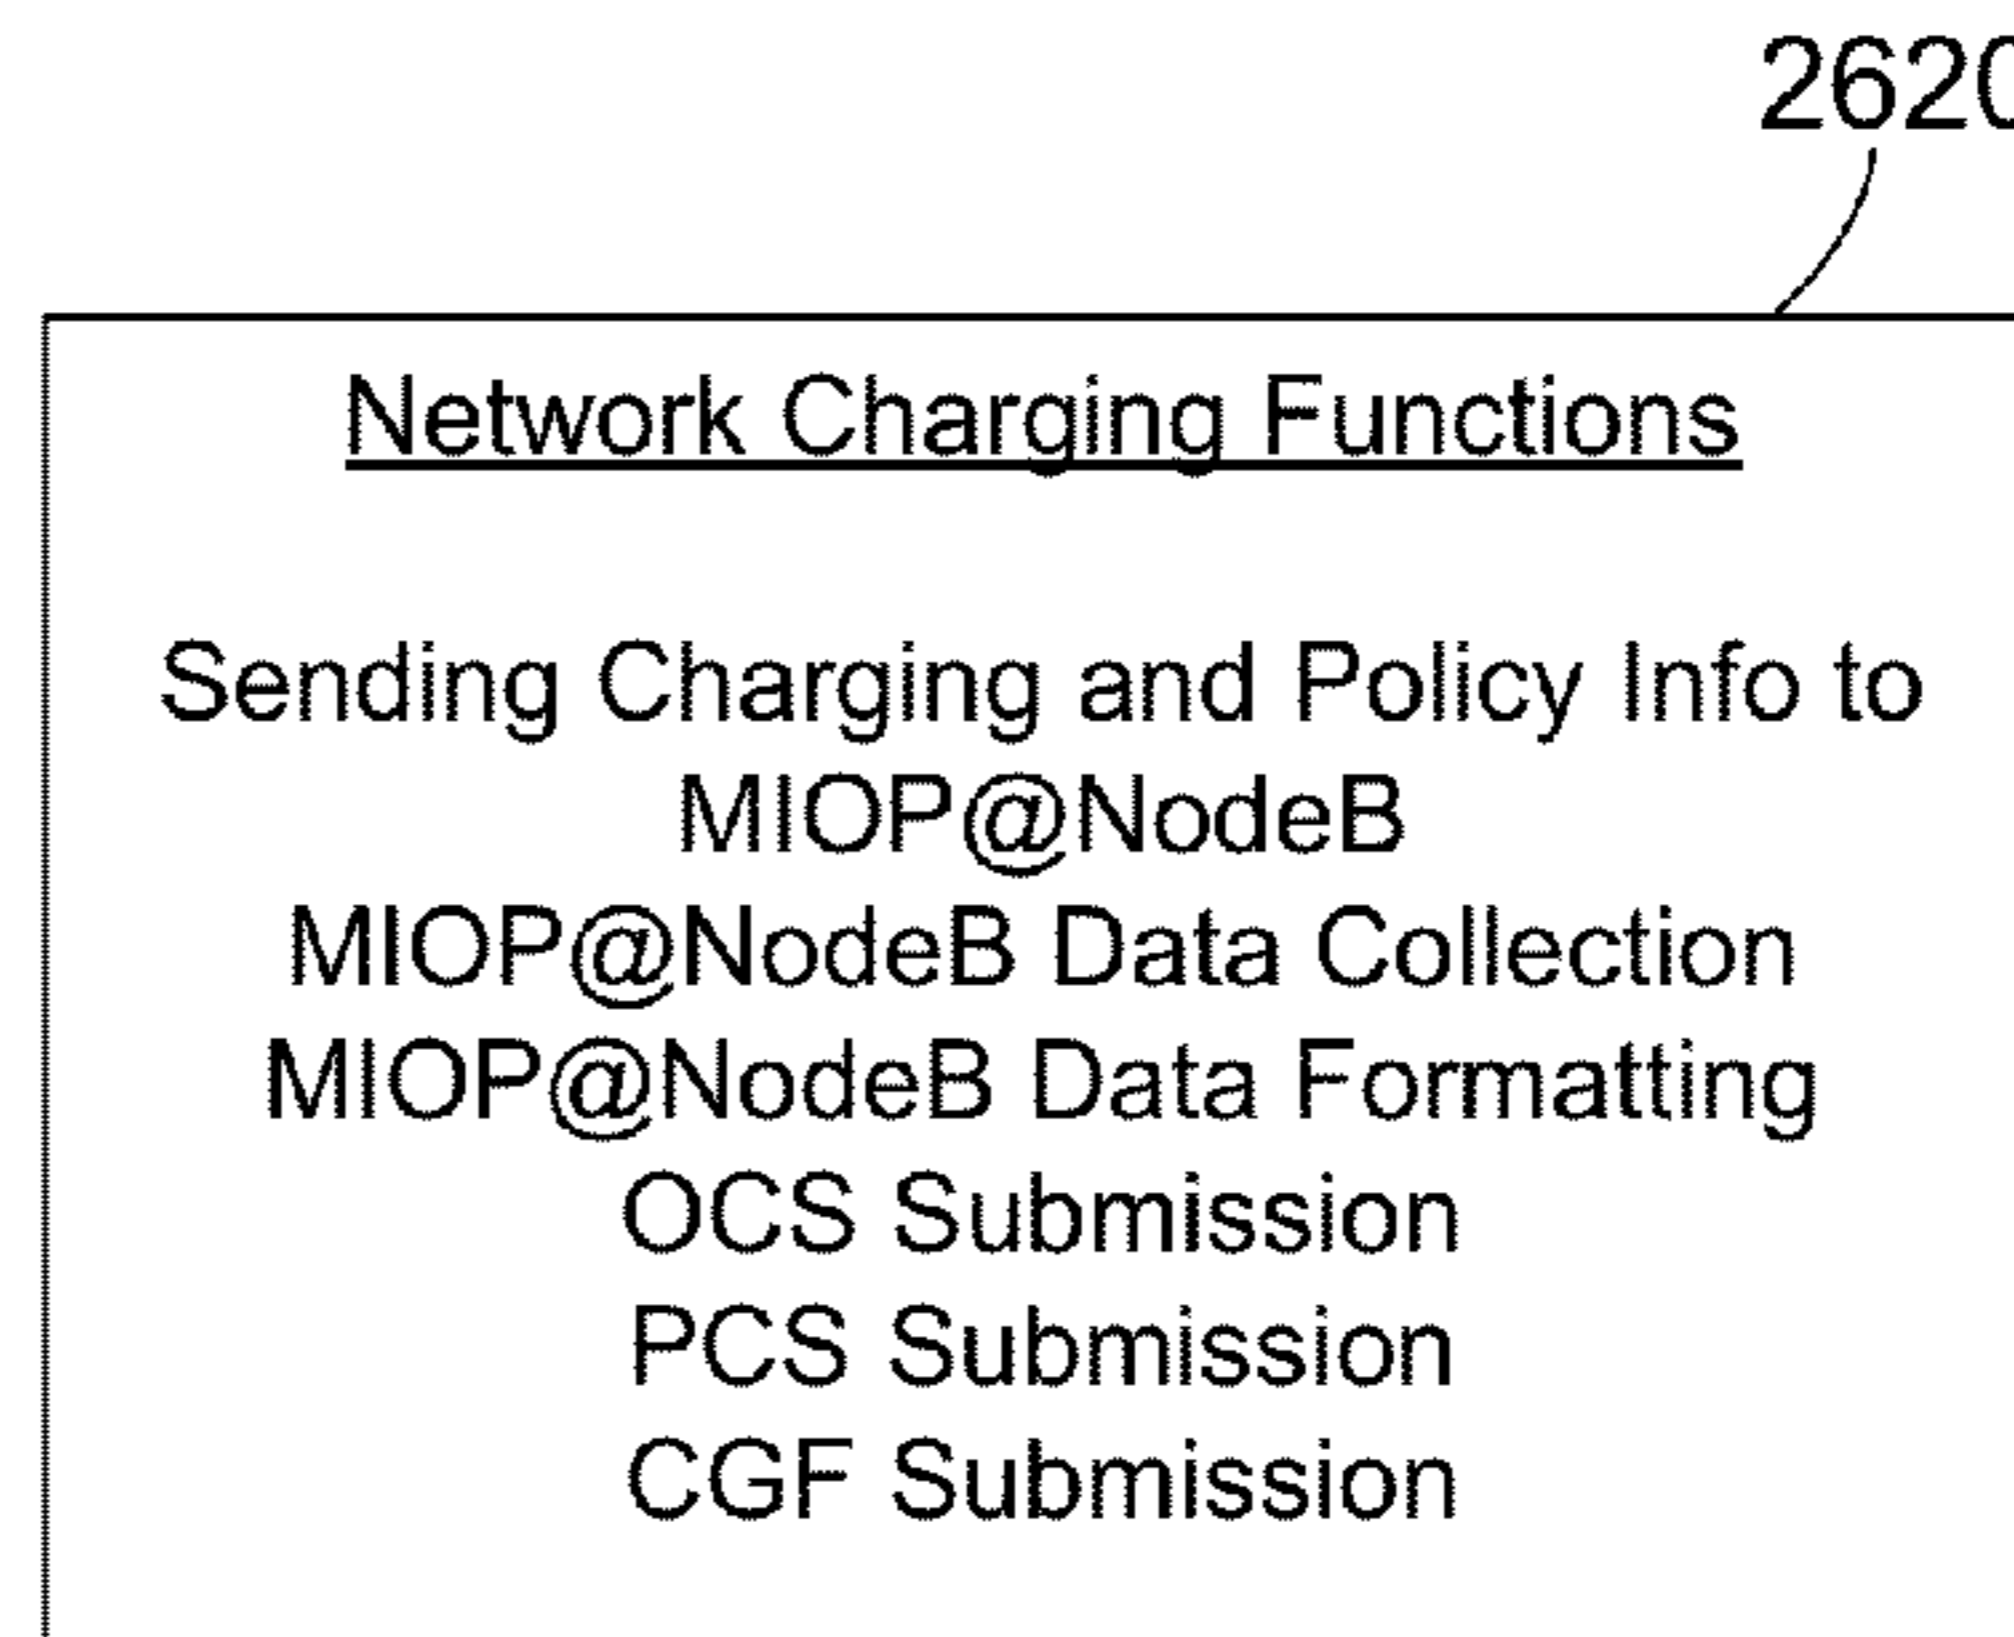 2620
Network Charging Functions
Sending Charging and Policy Info to
MIOP@NodeB
MIOP@NodeB Data Collection
MIOP@NodeB Data Formatting
OCS Submission
PCS Submission
CGF Submission